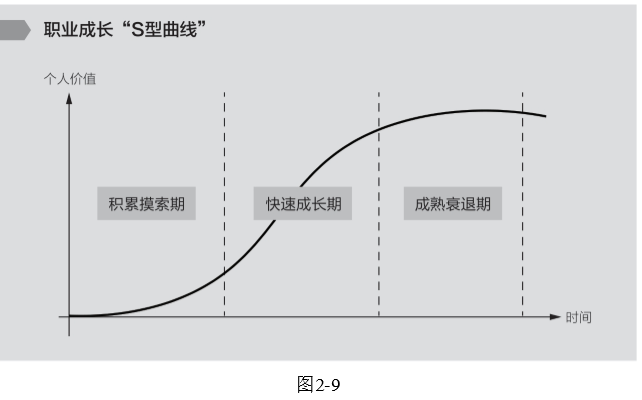 职业成长“S型曲线”
个人价值
积累摸索期
快速成长期
成熟衰退期
时间
图2-9